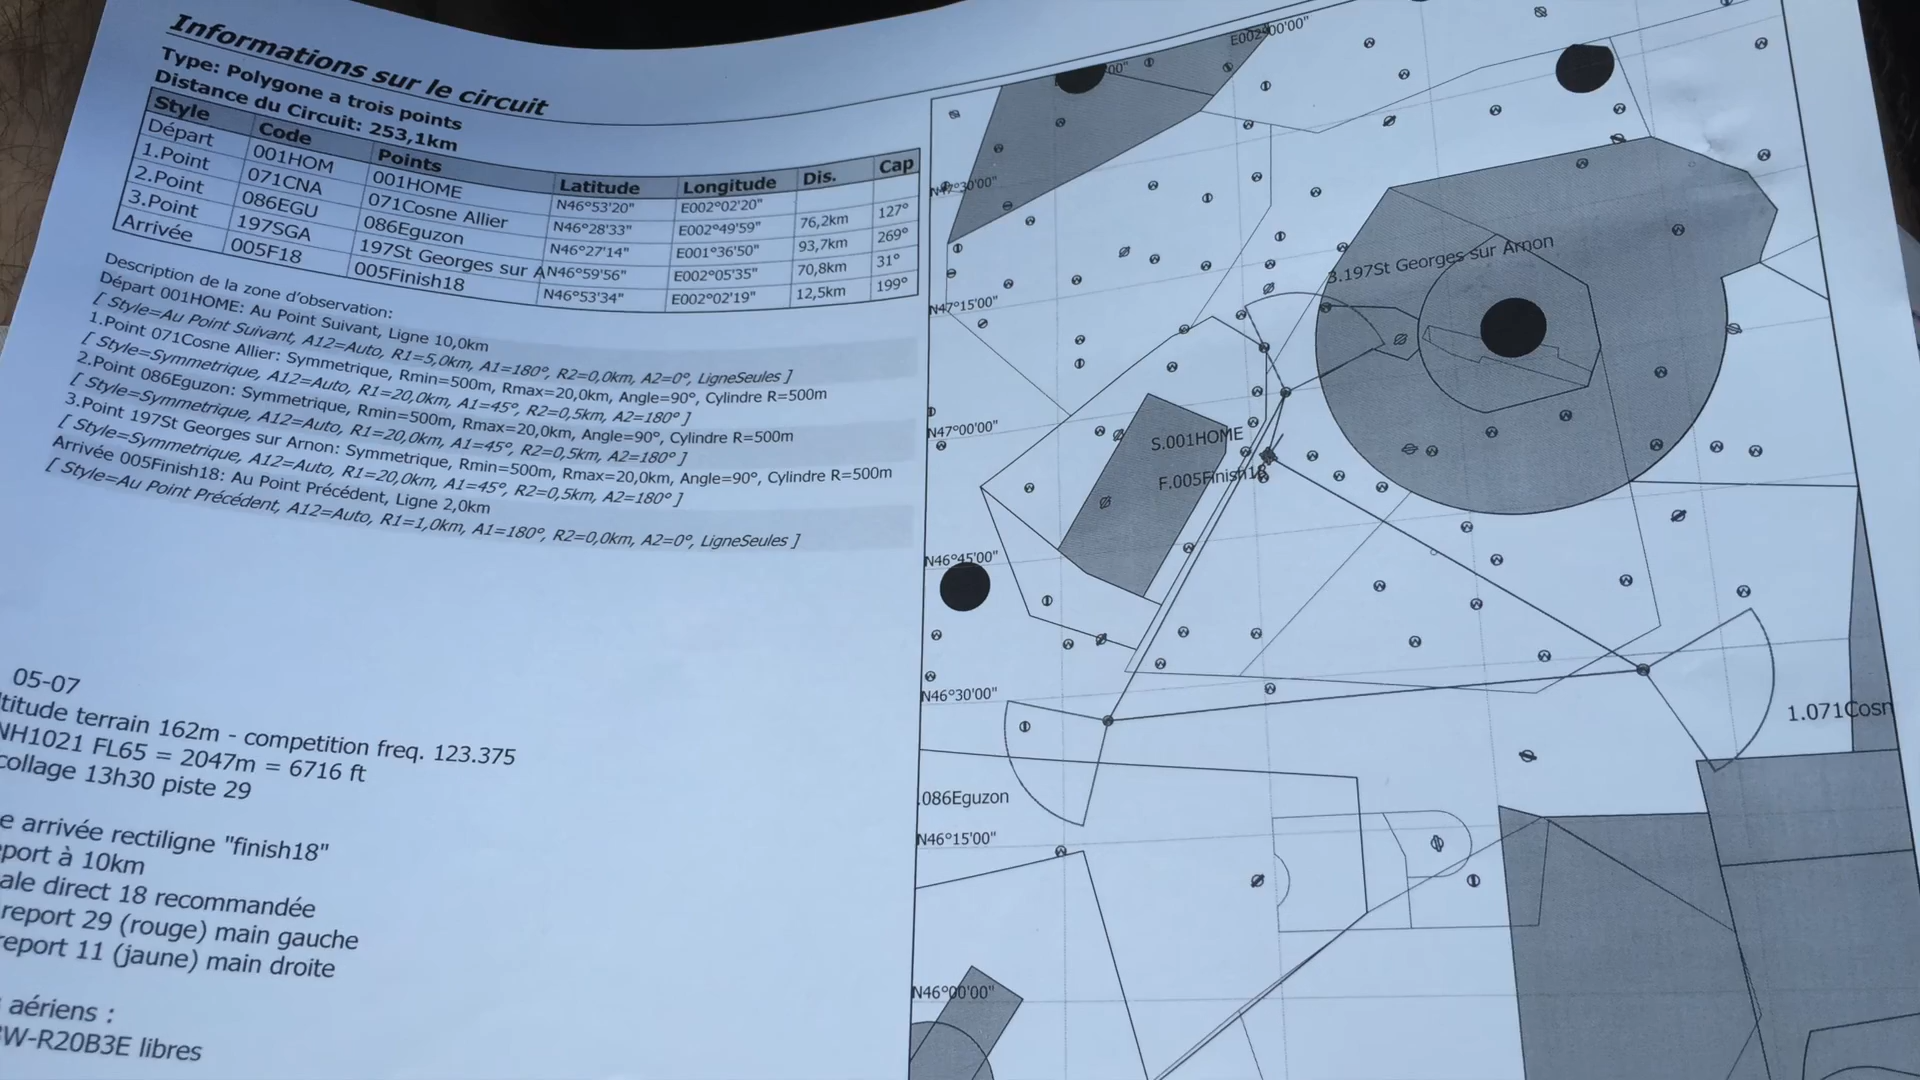 Informations sur le circuit
Type: Polygone a trois points
Distance du Circuit: 253,1km
Style Code Points Latitude Longitude Dis. Cap
Départ 001HOM 001HOME N46°53'20" E002°02'20"
1.Point 071CNA 071Cosne Allier N46°28'33" E002°49'59" 76,2km 127°
2.Point 086EGU 086Eguzon N46°27'14" E001°36'50" 93,7km 269°
3.Point 197SGA 197St Georges sur A N46°59'56" E002°05'35" 70,8km 31°
Arrivée 005F18 005Finish18 N46°53'34" E002°02'19" 12,5km 199°
Description de la zone d'observation:
Départ 001HOME: Au Point Suivant, Ligne 10,0km
[ Style=Au Point Suivant, A12=Auto, R1=5,0km, A1=180°, R2=0,0km, A2=0°, LigneSeules ]
1.Point 071Cosne Allier: Symmetrique, Rmin=500m, Rmax=20,0km, Angle=90°, Cylindre R=500m
[ Style=Symmetrique, A12=Auto, R1=20,0km, A1=45°, R2=0,5km, A2=180° ]
2.Point 086Eguzon: Symmetrique, Rmin=500m, Rmax=20,0km, Angle=90°, Cylindre R=500m
[ Style=Symmetrique, A12=Auto, R1=20,0km, A1=45°, R2=0,5km, A2=180° ]
3.Point 197St Georges sur Arnon: Symmetrique, Rmin=500m, Rmax=20,0km, Angle=90°, Cylindre R=500m
[ Style=Symmetrique, A12=Auto, R1=20,0km, A1=45°, R2=0,5km, A2=180° ]
Arrivée 005Finish18: Au Point Précédent, Ligne 2,0km
[ Style=Au Point Précédent, A12=Auto, R1=1,0km, A1=180°, R2=0,0km, A2=0°, LigneSeules ]
05-07
titude terrain 162m - competition freq. 123.375
NH1021 FL65 = 2047m = 6716 ft
collage 13h30 piste 29
e arrivée rectiligne "finish18"
port à 10km
ale direct 18 recommandée
report 29 (rouge) main gauche
report 11 (jaune) main droite
aériens :
W-R20B3E libres
E002°00'00"
00"
N47°30'00"
3.197St Georges sur Arnon
N47°15'00"
N47°00'00"
S.001HOME
F.005Finish18
N46°45'00"
N46°30'00"
1.071Cosn
.086Eguzon
N46°15'00"
N46°00'00"